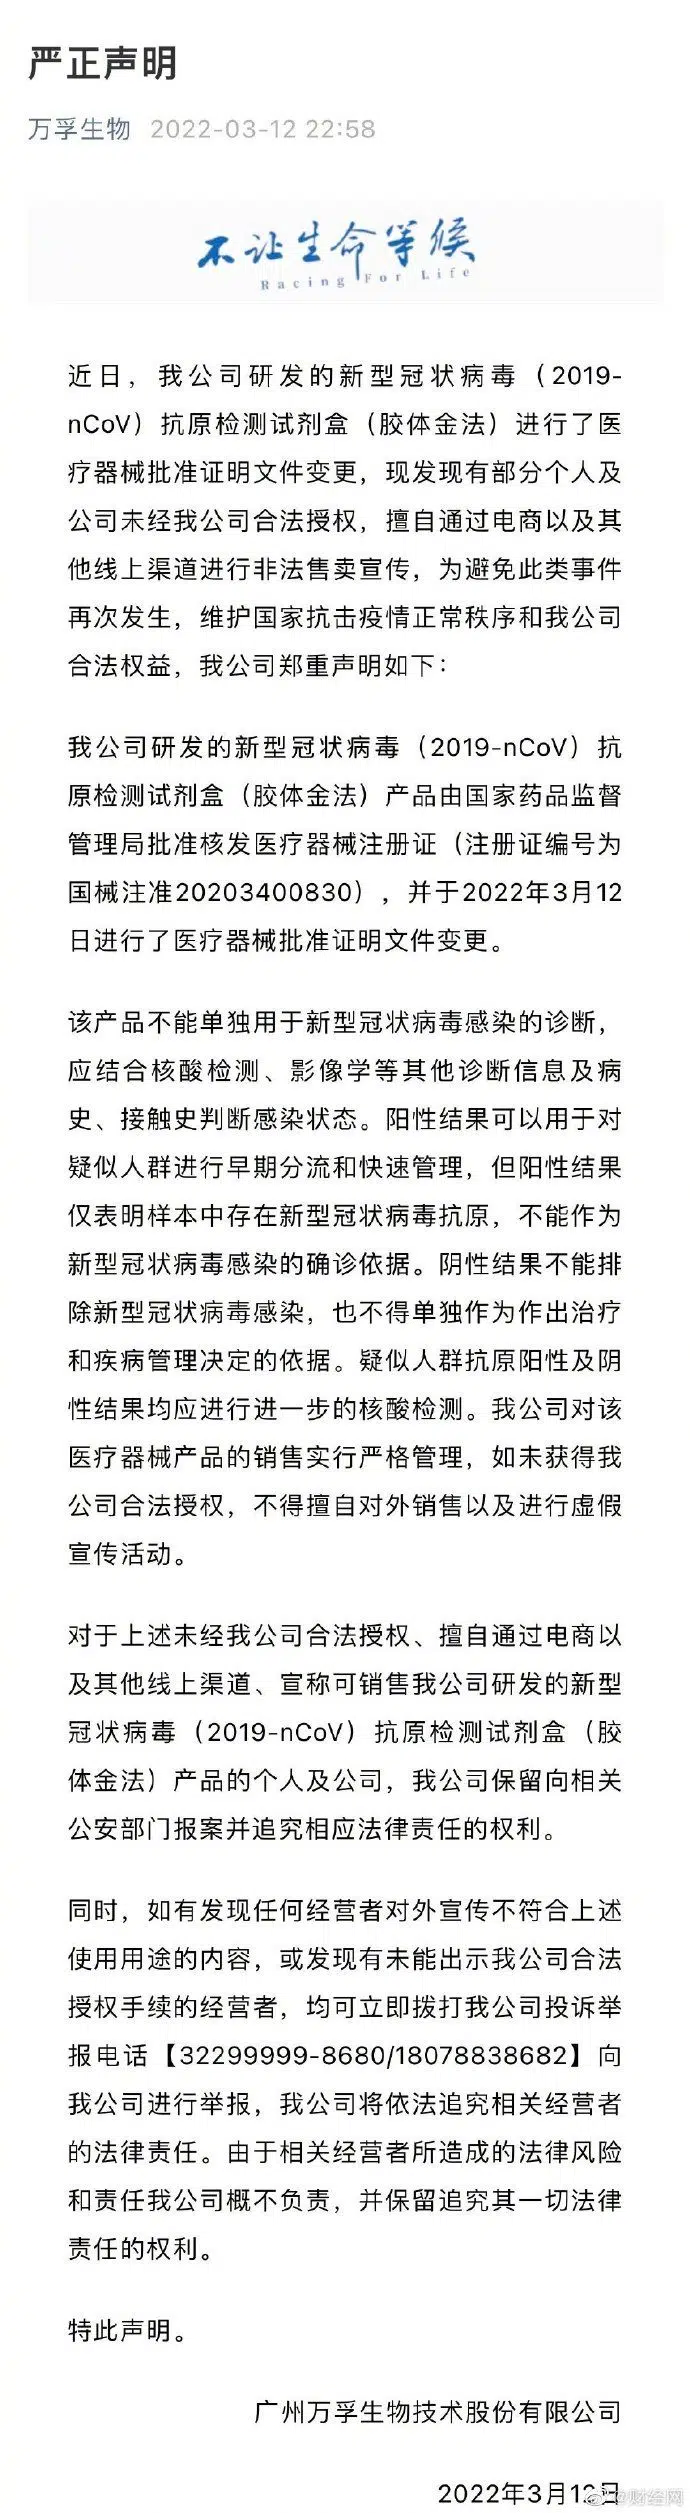 严正声明
万孚生物 2022-03-12 22:58
不让生命等候
Racing For Life
近日，我公司研发的新型冠状病毒（2019-
nCoV）抗原检测试剂盒（胶体金法）进行了医
疗器械批准证明文件变更，现发现有部分个人及
公司未经我公司合法授权，擅自通过电商以及其
他线上渠道进行非法售卖宣传，为避免此类事件
再次发生，维护国家抗击疫情正常秩序和我公司
合法权益，我公司郑重声明如下：
我公司研发的新型冠状病毒（2019-nCoV）抗
原检测试剂盒（胶体金法）产品由国家药品监督
管理局批准核发医疗器械注册证（注册证编号为
国械注准20203400830），并于2022年3月12
日进行了医疗器械批准证明文件变更。
该产品不能单独用于新型冠状病毒感染的诊断，
应结合核酸检测、影像学等其他诊断信息及病
史、接触史判断感染状态。阳性结果可以用于对
疑似人群进行早期分流和快速管理，但阳性结果
仅表明样本中存在新型冠状病毒抗原，不能作为
新型冠状病毒感染的确诊依据。阴性结果不能排
除新型冠状病毒感染，也不得单独作为作出治疗
和疾病管理决定的依据。疑似人群抗原阳性及阴
性结果均应进行进一步的核酸检测。我公司对该
医疗器械产品的销售实行严格管理，如未获得我
公司合法授权，不得擅自对外销售以及进行虚假
宣传活动。
对于上述未经我公司合法授权、擅自通过电商以
及其他线上渠道、宣称可销售我公司研发的新型
冠状病毒（2019-nCoV）抗原检测试剂盒（胶
体金法）产品的个人及公司，我公司保留向相关
公安部门报案并追究相应法律责任的权利。
同时，如有发现任何经营者对外宣传不符合上述
使用用途的内容，或发现有未能出示我公司合法
授权手续的经营者，均可立即拨打我公司投诉举
报电话【32299999-8680/18078838682】向
我公司进行举报，我公司将依法追究相关经营者
的法律责任。由于相关经营者所造成的法律风险
和责任我公司概不负责，并保留追究其一切法律
责任的权利。
特此声明。
广州万孚生物技术股份有限公司
2022年3月12日
@财经网